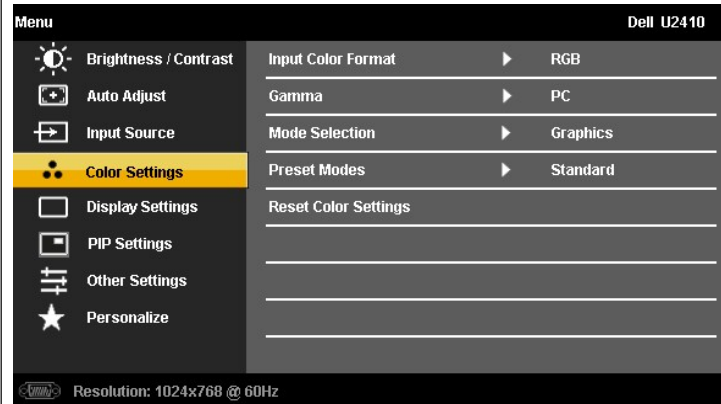 Menu Dell U2410
Brightness / Contrast Input Color Format RGB
Auto Adjust Gamma PC
Input Source Mode Selection Graphics
Color Settings Preset Modes Standard
Display Settings Reset Color Settings
PIP Settings
Other Settings
Personalize
Resolution: 1024x768 @ 60Hz